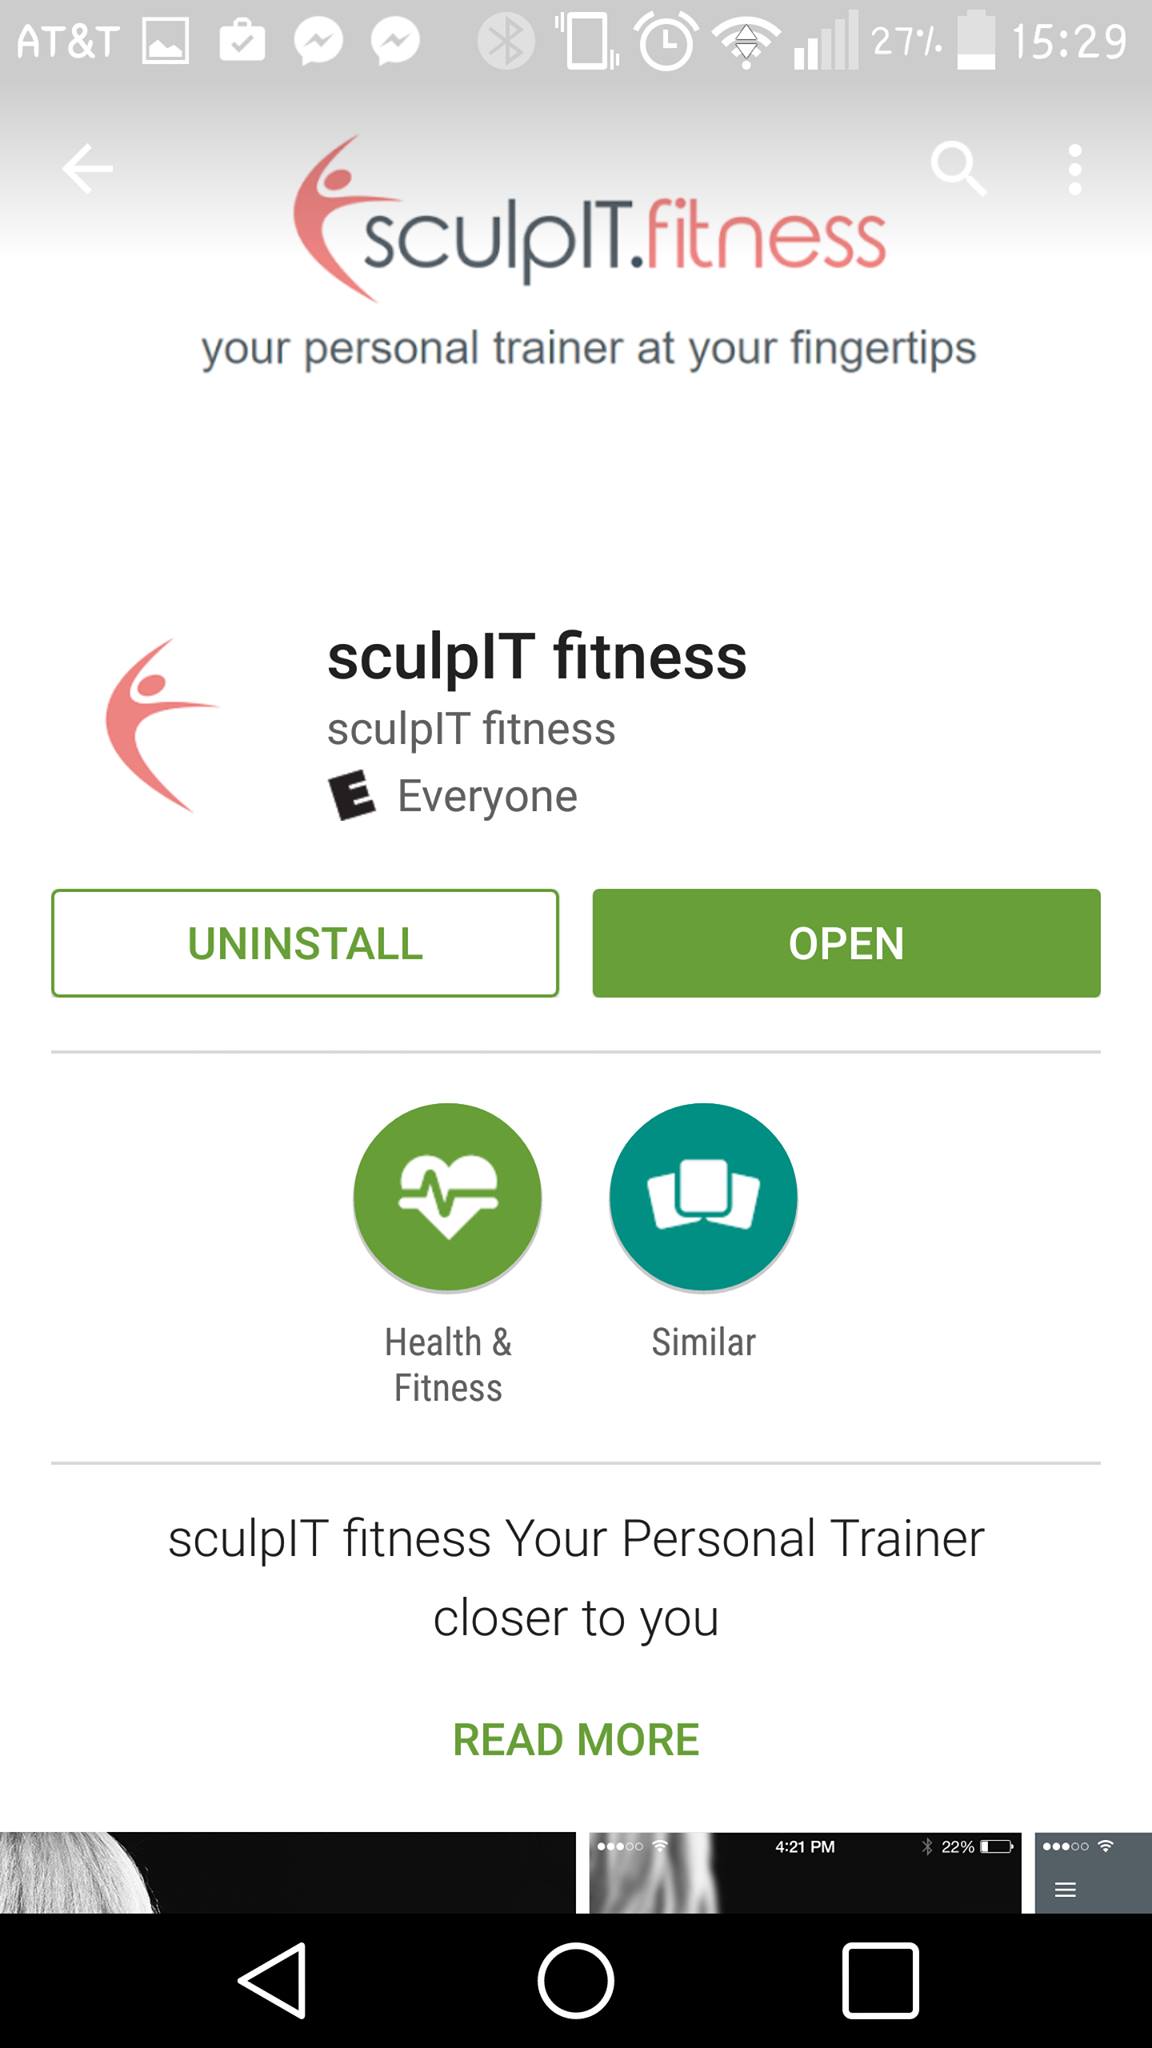 AT&T 27% 15:29
sculpIT.fitness
your personal trainer at your fingertips
sculpIT fitness
sculpIT fitness
E Everyone
UNINSTALL OPEN
Health &
Fitness
Similar
sculpIT fitness Your Personal Trainer
closer to you
READ MORE
4:21 PM 22%